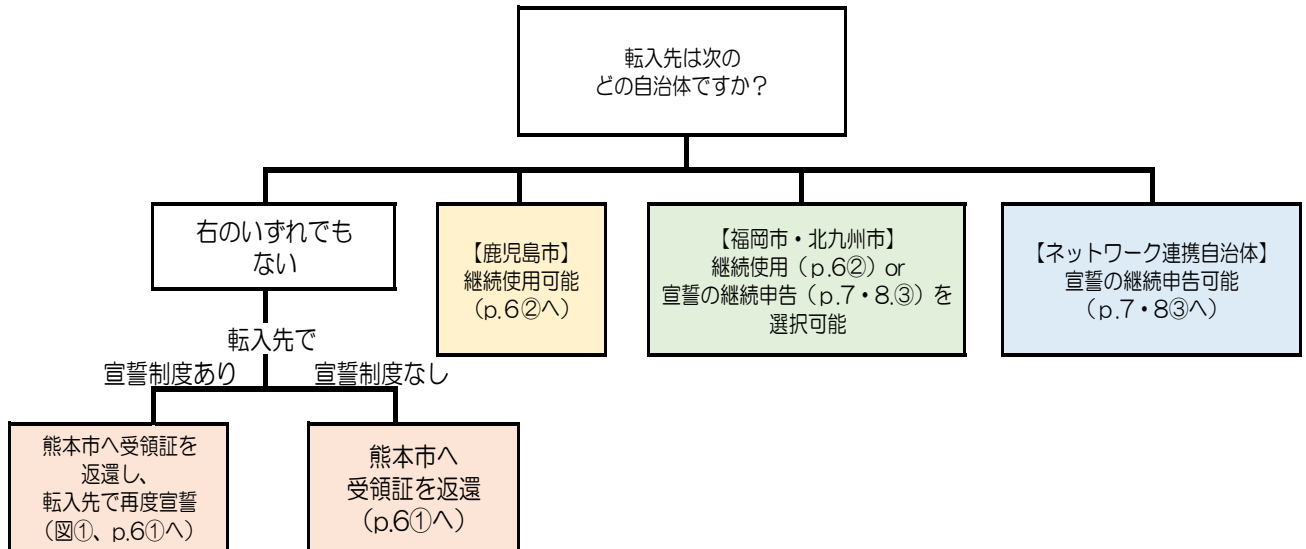 転入先は次の
どの自治体ですか？
右のいずれでも
ない
【鹿児島市】
継続使用可能
（p.6②へ）
【福岡市・北九州市】
継続使用（p.6②）or
宣誓の継続申告（p.7・8.③）を
選択可能
【ネットワーク連携自治体】
宣誓の継続申告可能
（p.7・8③へ）
転入先で
宣誓制度あり
宣誓制度なし
熊本市へ受領証を
返還し、
転入先で再度宣誓
（図①、p.6①へ）
熊本市へ
受領証を返還
（p.6①へ）